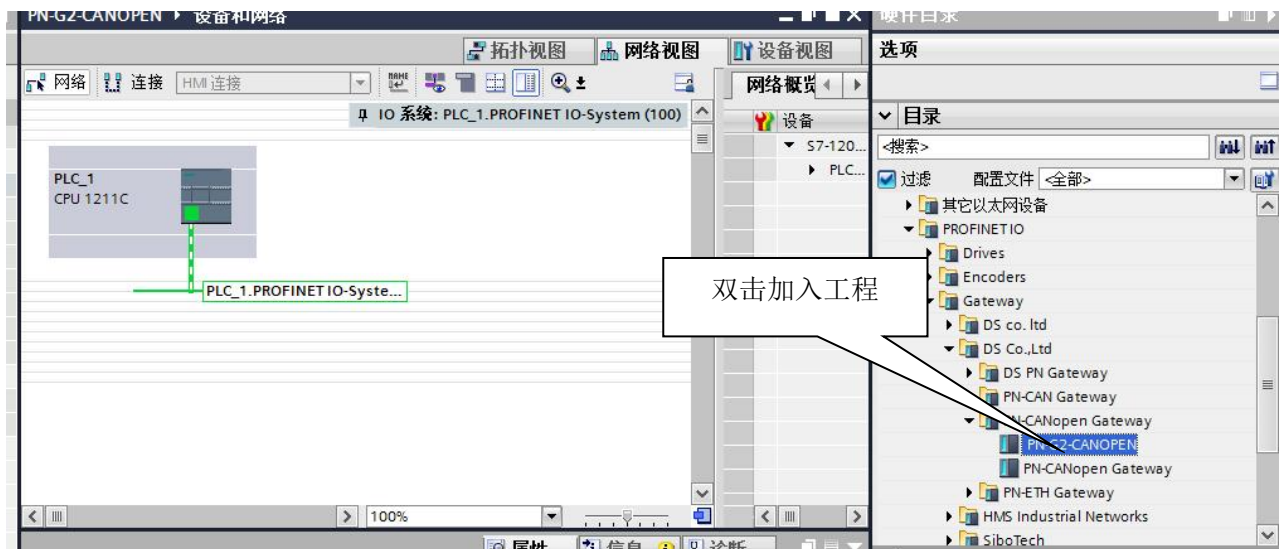 PN-G2-CANOPEN ▸ 设备和网络
硬件目录
拓扑视图 网络视图 设备视图
选项
网络 连接 HMI 连接
网络概览
IO 系统: PLC_1.PROFINET IO-System (100)
设备
目录
S7-120...
<搜索>
PLC...
过滤 配置文件 <全部>
PLC_1
CPU 1211C
其它以太网设备
PROFINET IO
Drives
Encoders
Gateway
PLC_1.PROFINET IO-Syste...
双击加入工程
DS co. ltd
DS Co.,Ltd
DS PN Gateway
PN-CAN Gateway
PN-CANopen Gateway
PN-G2-CANOPEN
PN-CANopen Gateway
PN-ETH Gateway
HMS Industrial Networks
SiboTech
100%
属性 信息 诊断